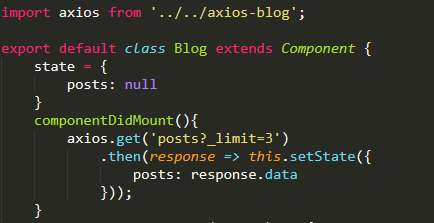 import axios from '../../axios-blog';
export default class Blog extends Component {
state = {
posts: null
}
componentDidMount(){
axios.get('posts?_limit=3')
.then(response => this.setState({
posts: response.data
}));
}